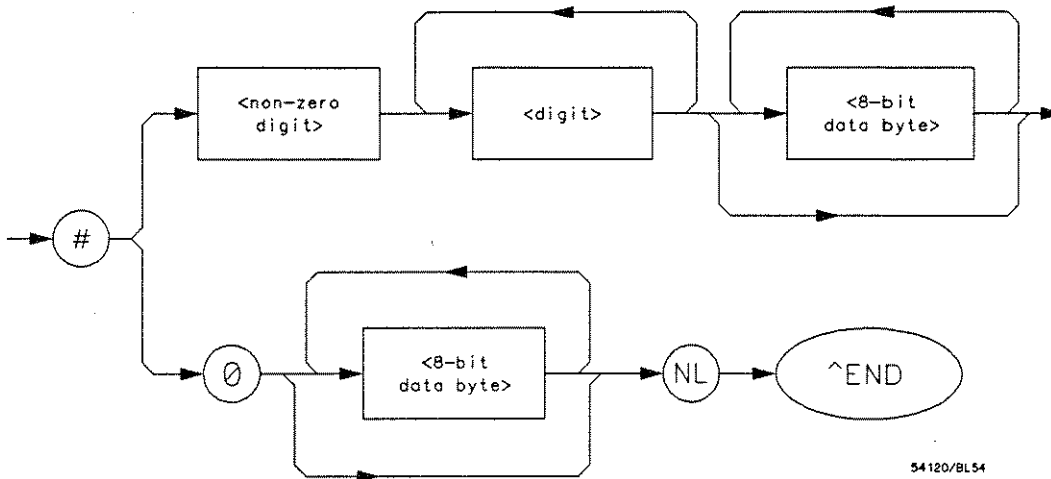 <non-zero
digit>
<digit>
<8-bit
data byte>
#
0
<8-bit
data byte>
NL
^END
54120/BL54